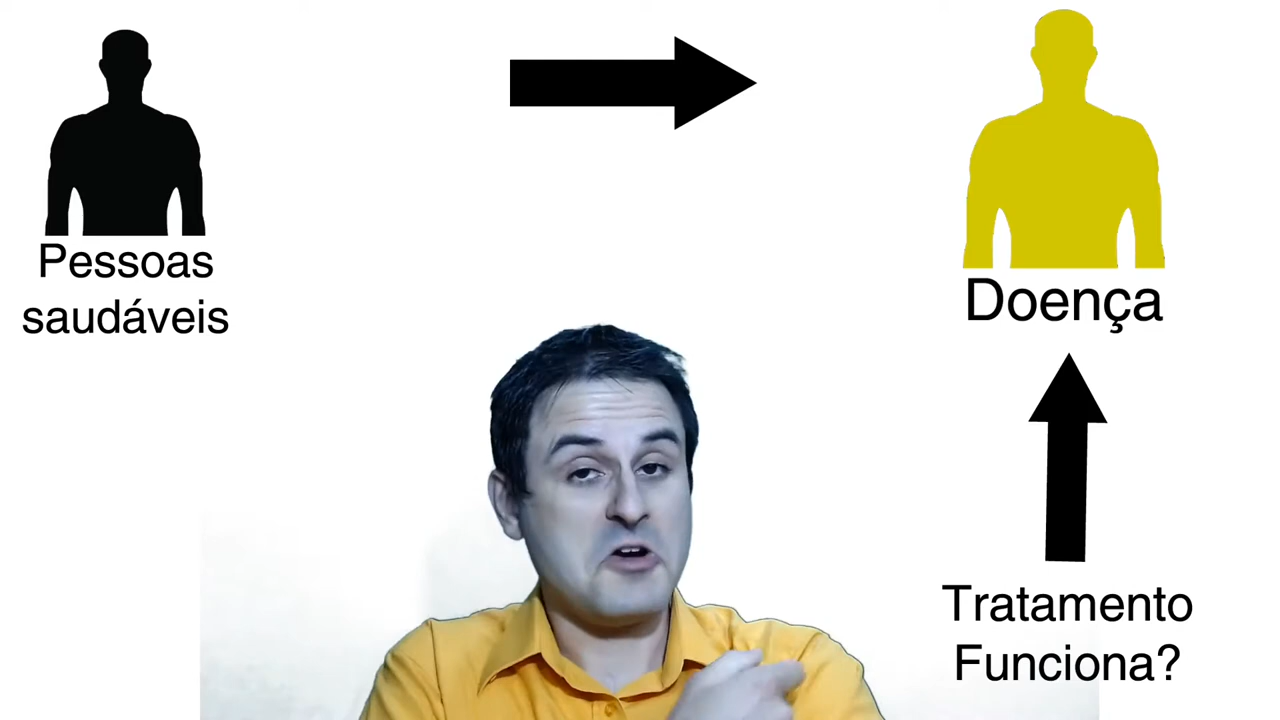 Pessoas
saudáveis
Doença
Tratamento
Funciona?